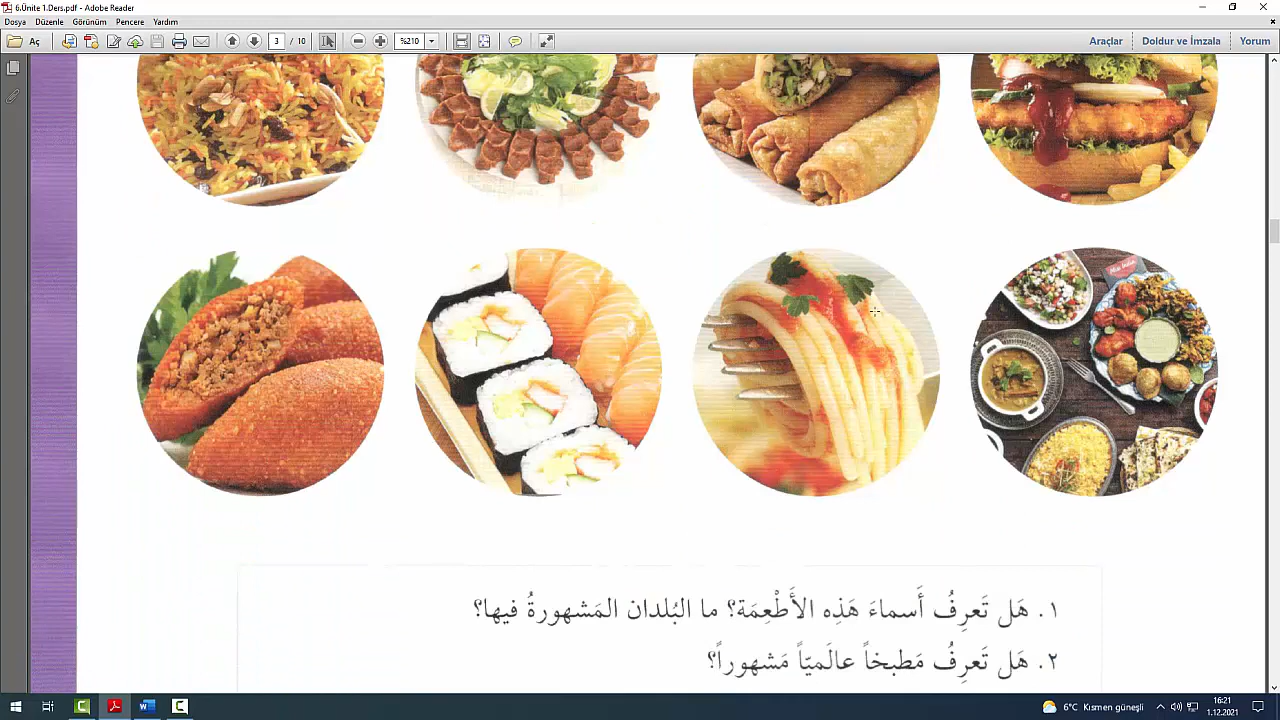 6.Ünite 1.Ders.pdf - Adobe Reader
Dosya Düzenle Görünüm Pencere Yardım
Aç 3 / 10 %210 Araçlar Doldur ve İmzala Yorum
١. هَل تَعرِفُ أَسماءَ هَذِه الأَطْعِمَة؟ ما البُلدان المَشهورةُ فيها؟
٢. هَل تَعرِفُ مَطبخاً عالَميّاً مَشهوراً؟
6°C Kısmen güneşli
16:21
1.12.2021